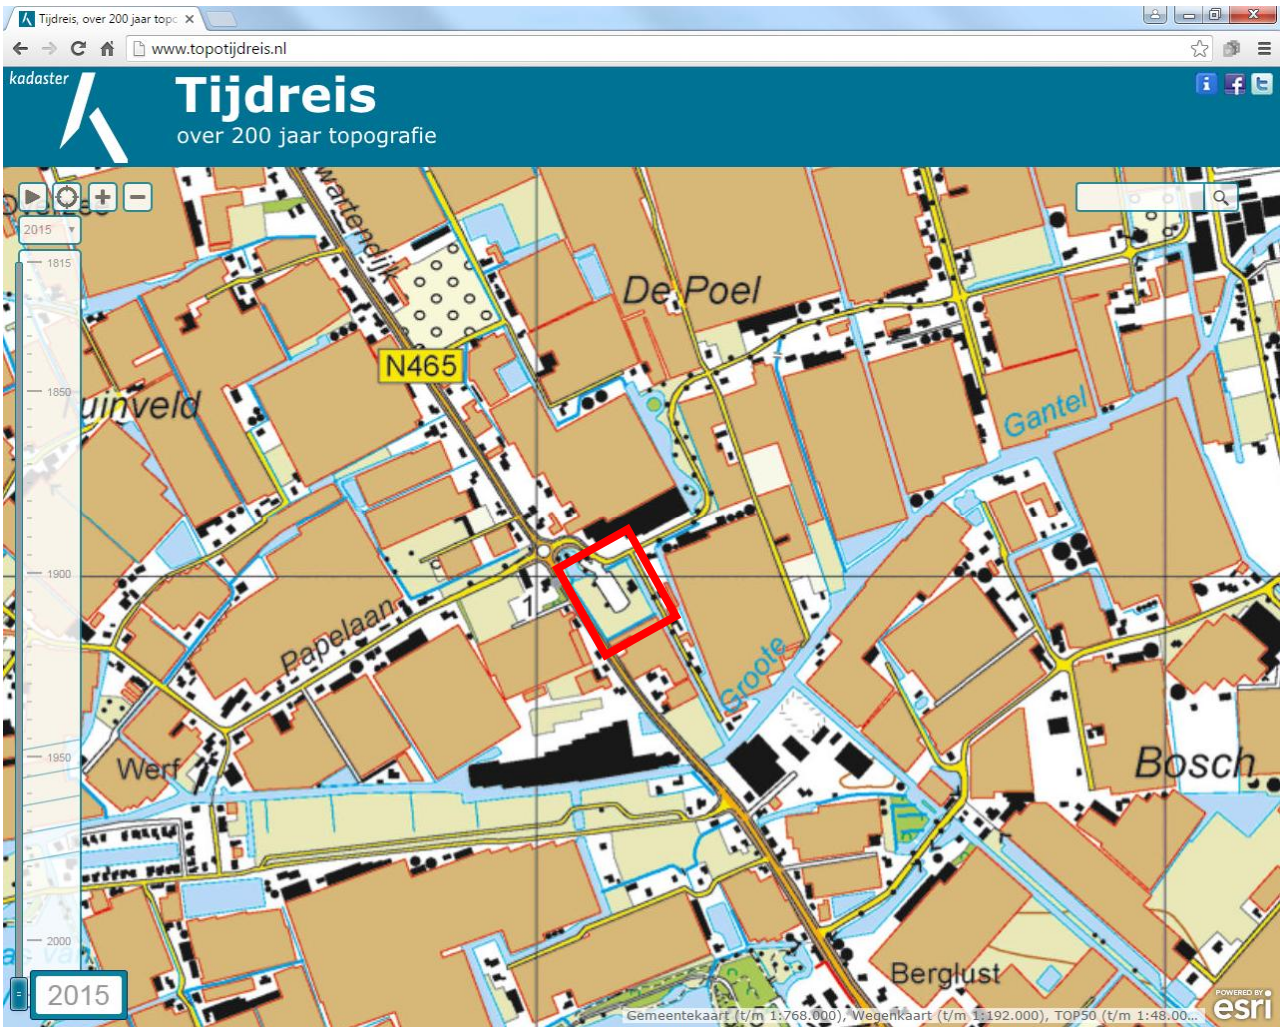 Tijdreis, over 200 jaar topc
www.topotijdreis.nl
kadaster
Tijdreis
over 200 jaar topografie
2015
1815
wartendijk
De Poel
N465
1850
uinveld
Gantel
1900
1
Papelaan
Groote
1950
Werf
Bosch
2000
2015
Berglust
Gemeentekaart (t/m 1:768.000), Wegenkaart (t/m 1:192.000), TOP50 (t/m 1:48.00...
POWERED BY
esri